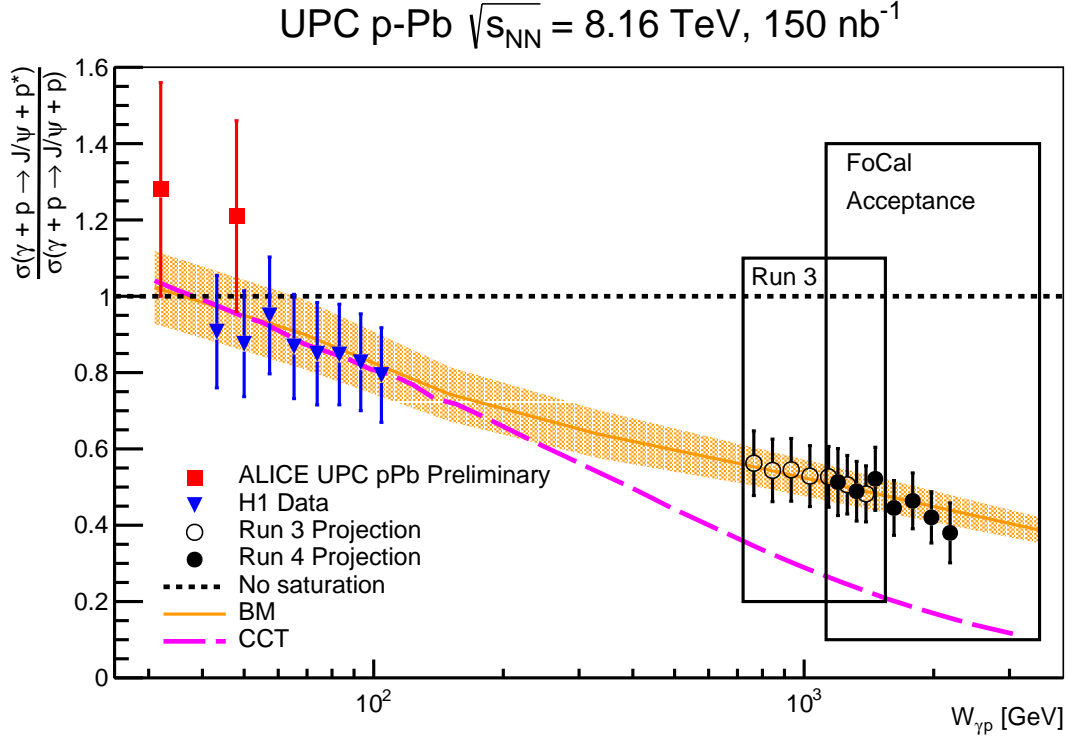 UPC p-Pb √s_NN = 8.16 TeV, 150 nb⁻¹
σ(γ + p → J/ψ + p*)
σ(γ + p → J/ψ + p)
1.6
1.4
1.2
1
0.8
0.6
0.4
0.2
0
FoCal
Acceptance
Run 3
ALICE UPC pPb Preliminary
H1 Data
Run 3 Projection
Run 4 Projection
No saturation
BM
CCT
10²
10³
W_γp [GeV]